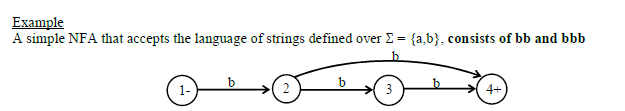 Example
A simple NFA that accepts the language of strings defined over Σ = {a,b}, consists of bb and bbb
b
b b b
1- 2 3 4+